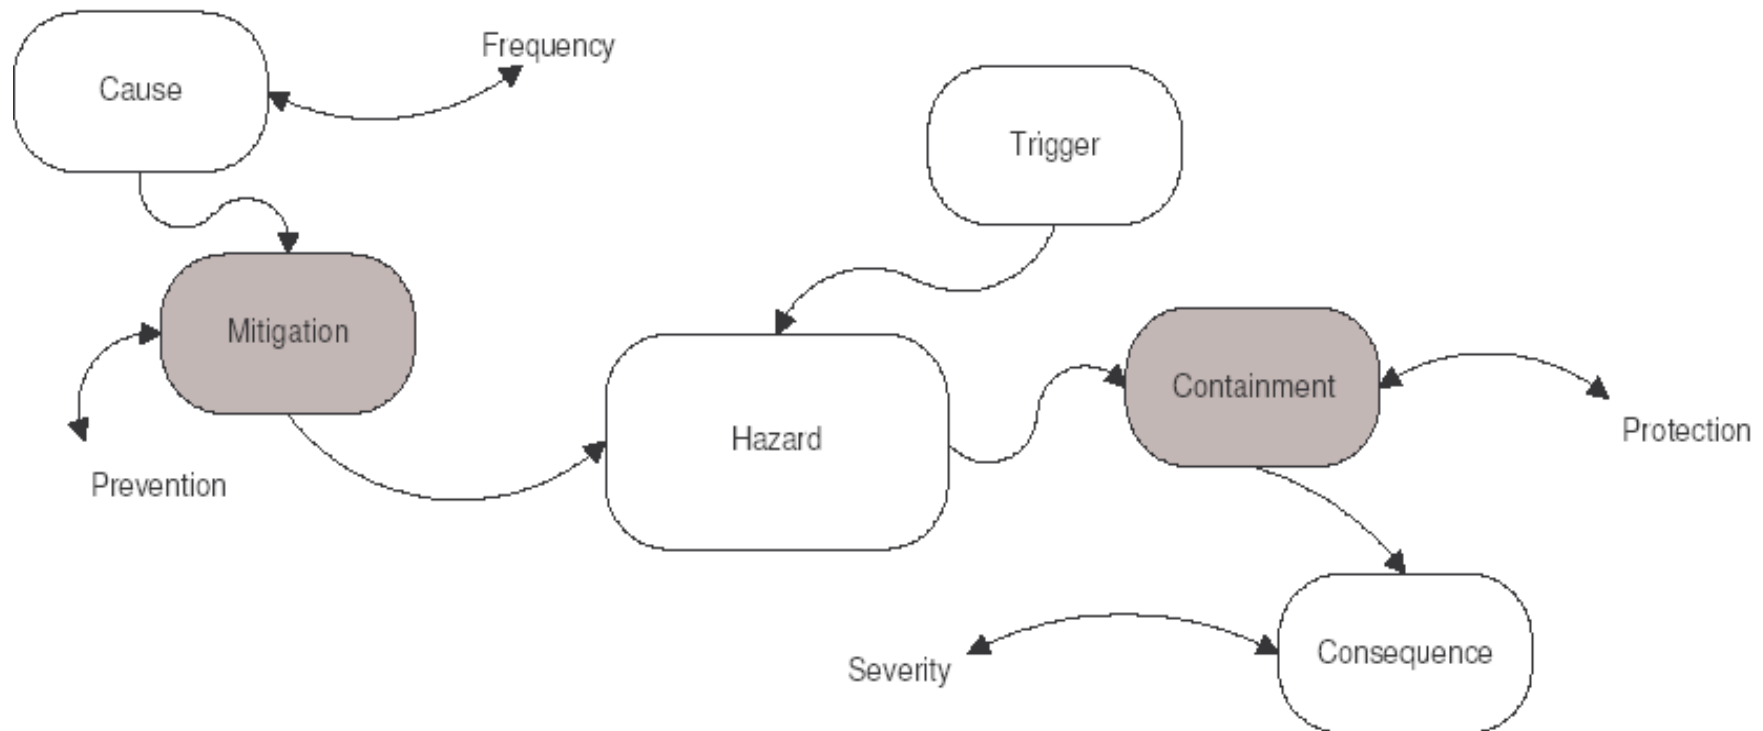 Frequency
Cause
Trigger
Mitigation
Containment
Protection
Hazard
Prevention
Consequence
Severity